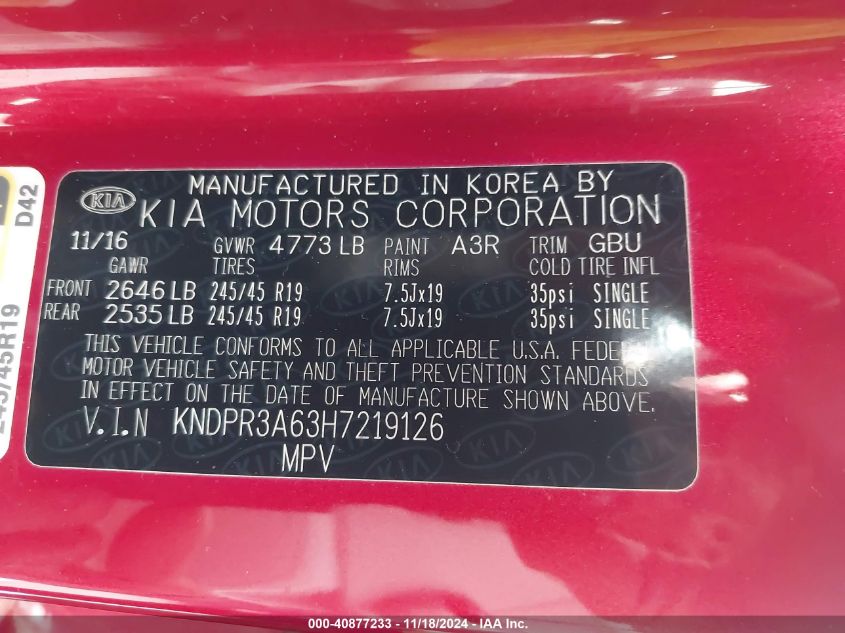 MANUFACTURED IN KOREA BY
KIA
KIA MOTORS CORPORATION
11/16 GVWR 4773 LB PAINT A3R TRIM GBU
GAWR TIRES RIMS COLD TIRE INFL
FRONT 2646 LB 245/45 R19 7.5Jx19 35psi SINGLE
REAR 2535 LB 245/45 R19 7.5Jx19 35psi SINGLE
THIS VEHICLE CONFORMS TO ALL APPLICABLE U.S.A. FEDERAL
MOTOR VEHICLE SAFETY AND THEFT PREVENTION STANDARDS
IN EFFECT ON THE DATE OF MANUFACTURE SHOWN ABOVE.
V.I.N KNDPR3A63H7219126
MPV
D42
245/45R19
000-40877233 - 11/18/2024 - IAA Inc.